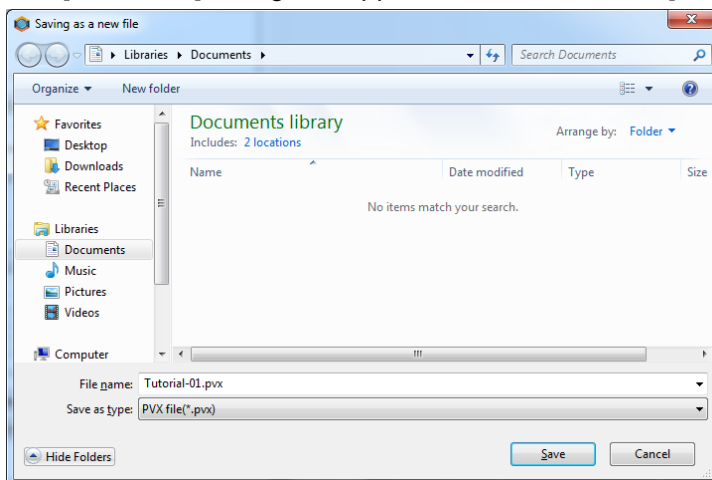 Saving as a new file
Libraries Documents
Search Documents
Organize New folder
Favorites
Desktop
Downloads
Recent Places
Libraries
Documents
Music
Pictures
Videos
Computer
Documents library
Includes: 2 locations
Arrange by: Folder
Name Date modified Type Size
No items match your search.
File name: Tutorial-01.pvx
Save as type: PVX file(*.pvx)
Hide Folders Save Cancel